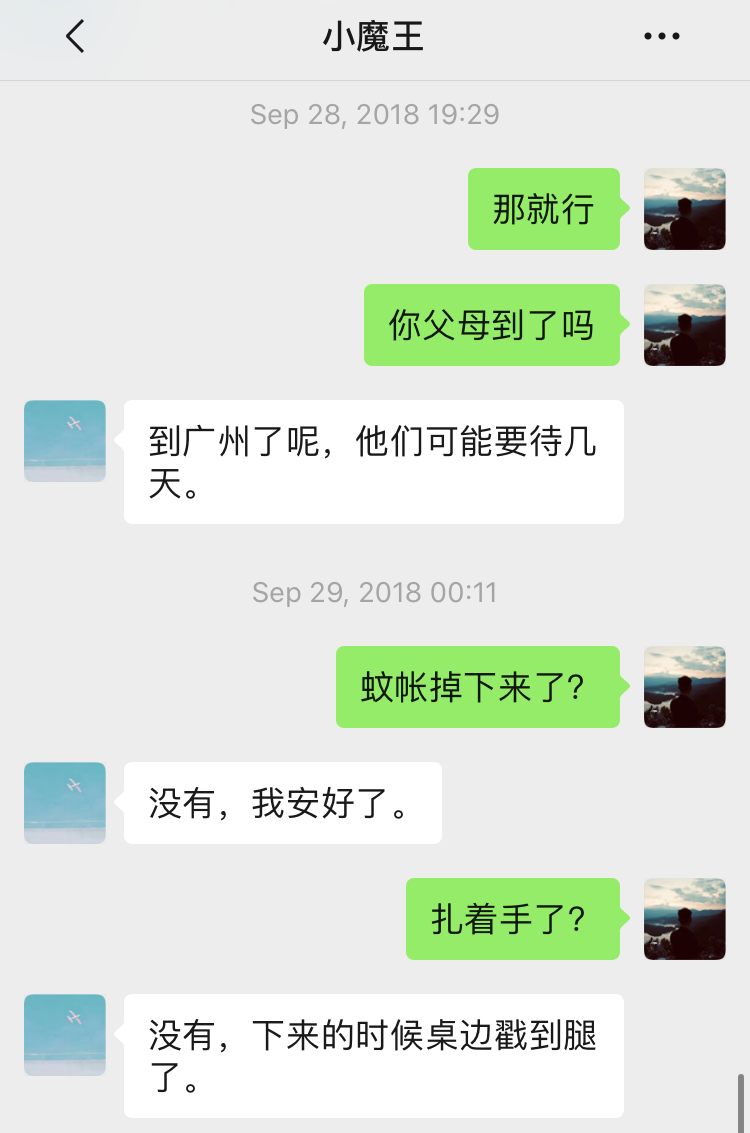 小魔王
Sep 28, 2018 19:29
那就行
你父母到了吗
到广州了呢，他们可能要待几
天。
Sep 29, 2018 00:11
蚊帐掉下来了？
没有，我安好了。
扎着手了？
没有，下来的时候桌边戳到腿
了。